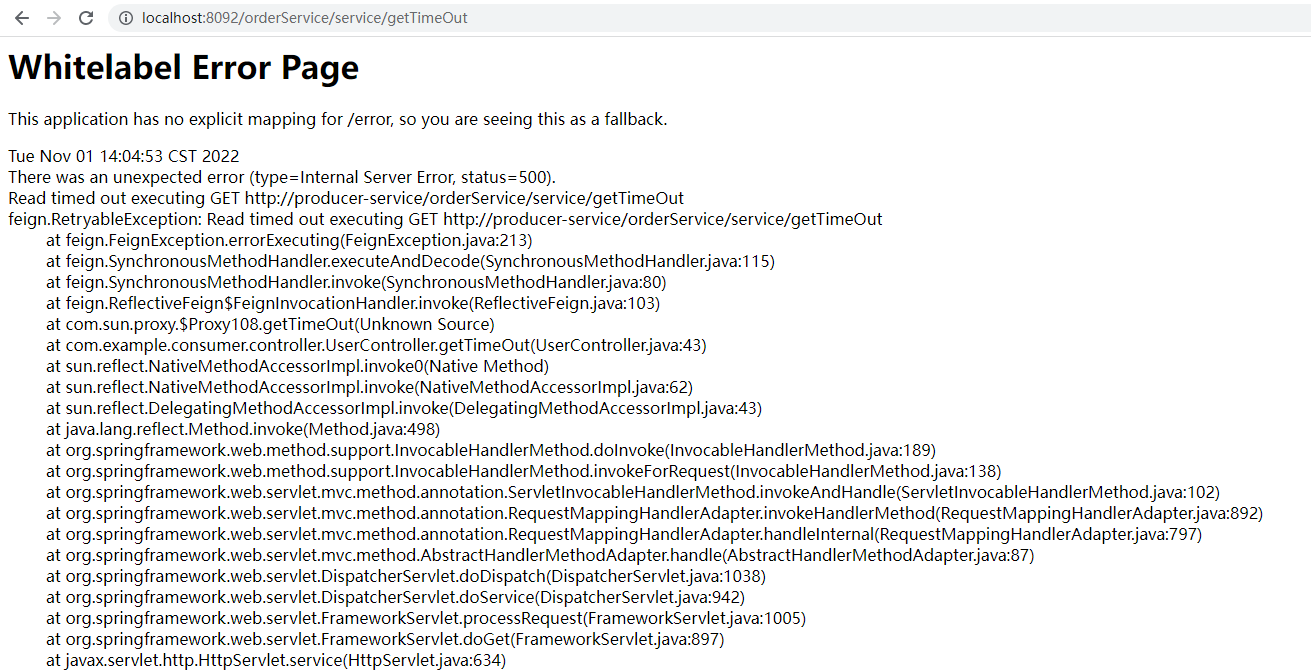 localhost:8092/orderService/service/getTimeOut
Whitelabel Error Page
This application has no explicit mapping for /error, so you are seeing this as a fallback.
Tue Nov 01 14:04:53 CST 2022
There was an unexpected error (type=Internal Server Error, status=500).
Read timed out executing GET http://producer-service/orderService/service/getTimeOut
feign.RetryableException: Read timed out executing GET http://producer-service/orderService/service/getTimeOut
at feign.FeignException.errorExecuting(FeignException.java:213)
at feign.SynchronousMethodHandler.executeAndDecode(SynchronousMethodHandler.java:115)
at feign.SynchronousMethodHandler.invoke(SynchronousMethodHandler.java:80)
at feign.ReflectiveFeign$FeignInvocationHandler.invoke(ReflectiveFeign.java:103)
at com.sun.proxy.$Proxy108.getTimeOut(Unknown Source)
at com.example.consumer.controller.UserController.getTimeOut(UserController.java:43)
at sun.reflect.NativeMethodAccessorImpl.invoke0(Native Method)
at sun.reflect.NativeMethodAccessorImpl.invoke(NativeMethodAccessorImpl.java:62)
at sun.reflect.DelegatingMethodAccessorImpl.invoke(DelegatingMethodAccessorImpl.java:43)
at java.lang.reflect.Method.invoke(Method.java:498)
at org.springframework.web.method.support.InvocableHandlerMethod.doInvoke(InvocableHandlerMethod.java:189)
at org.springframework.web.method.support.InvocableHandlerMethod.invokeForRequest(InvocableHandlerMethod.java:138)
at org.springframework.web.servlet.mvc.method.annotation.ServletInvocableHandlerMethod.invokeAndHandle(ServletInvocableHandlerMethod.java:102)
at org.springframework.web.servlet.mvc.method.annotation.RequestMappingHandlerAdapter.invokeHandlerMethod(RequestMappingHandlerAdapter.java:892)
at org.springframework.web.servlet.mvc.method.annotation.RequestMappingHandlerAdapter.handleInternal(RequestMappingHandlerAdapter.java:797)
at org.springframework.web.servlet.mvc.method.AbstractHandlerMethodAdapter.handle(AbstractHandlerMethodAdapter.java:87)
at org.springframework.web.servlet.DispatcherServlet.doDispatch(DispatcherServlet.java:1038)
at org.springframework.web.servlet.DispatcherServlet.doService(DispatcherServlet.java:942)
at org.springframework.web.servlet.FrameworkServlet.processRequest(FrameworkServlet.java:1005)
at org.springframework.web.servlet.FrameworkServlet.doGet(FrameworkServlet.java:897)
at javax.servlet.http.HttpServlet.service(HttpServlet.java:634)